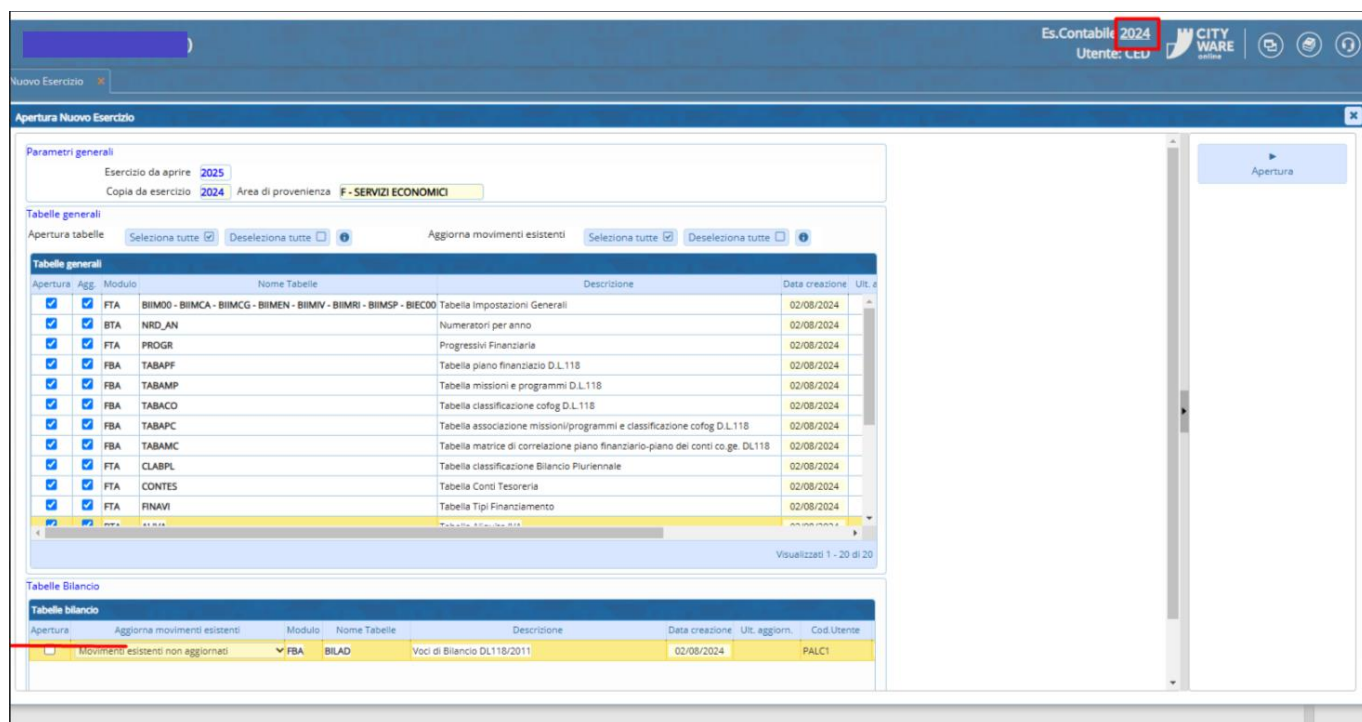 )
Es.Contabile 2024
Utente: CED
CITY
WARE
online
Nuovo Esercizio
Apertura Nuovo Esercizio
Parametri generali
Esercizio da aprire 2025
Copia da esercizio 2024 Area di provenienza F - SERVIZI ECONOMICI
Apertura
Tabelle generali
Apertura tabelle Seleziona tutte Deseleziona tutte Aggiorna movimenti esistenti Seleziona tutte Deseleziona tutte
Tabelle generali
Apertura Agg. Modulo Nome Tabelle Descrizione Data creazione Ult. a
FTA BIIM00 - BIIMCA - BIIMCG - BIIMEN - BIIMIV - BIIMRI - BIIMSP - BIEC00 Tabella Impostazioni Generali 02/08/2024
BTA NRD_AN Numeratori per anno 02/08/2024
FTA PROGR Progressivi Finanziaria 02/08/2024
FBA TABAPF Tabella piano finanziazio D.L.118 02/08/2024
FBA TABAMP Tabella missioni e programmi D.L.118 02/08/2024
FBA TABACO Tabella classificazione cofog D.L.118 02/08/2024
FBA TABAPC Tabella associazione missioni/programmi e classificazione cofog D.L.118 02/08/2024
FBA TABAMC Tabella matrice di correlazione piano finanziario-piano dei conti co.ge. DL118 02/08/2024
FTA CLABPL Tabella classificazione Bilancio Pluriennale 02/08/2024
FTA CONTES Tabella Conti Tesoreria 02/08/2024
FTA FINAVI Tabella Tipi Finanziamento 02/08/2024
Visualizzati 1 - 20 di 20
Tabelle Bilancio
Tabelle bilancio
Apertura Aggiorna movimenti esistenti Modulo Nome Tabelle Descrizione Data creazione Ult. aggiorn. Cod.Utente
Movimenti esistenti non aggiornati FBA BILAD Voci di Bilancio DL118/2011 02/08/2024 PALC1